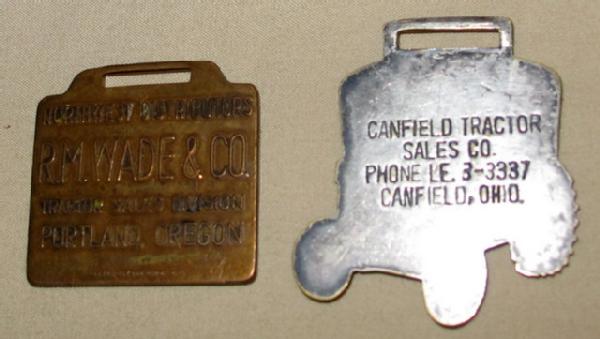 NORTHWEST DISTRIBUTORS
R.M. WADE & CO.
TRACTOR SALES DIVISION
PORTLAND, OREGON
CANFIELD TRACTOR
SALES CO.
PHONE LE. 3-3337
CANFIELD, OHIO.